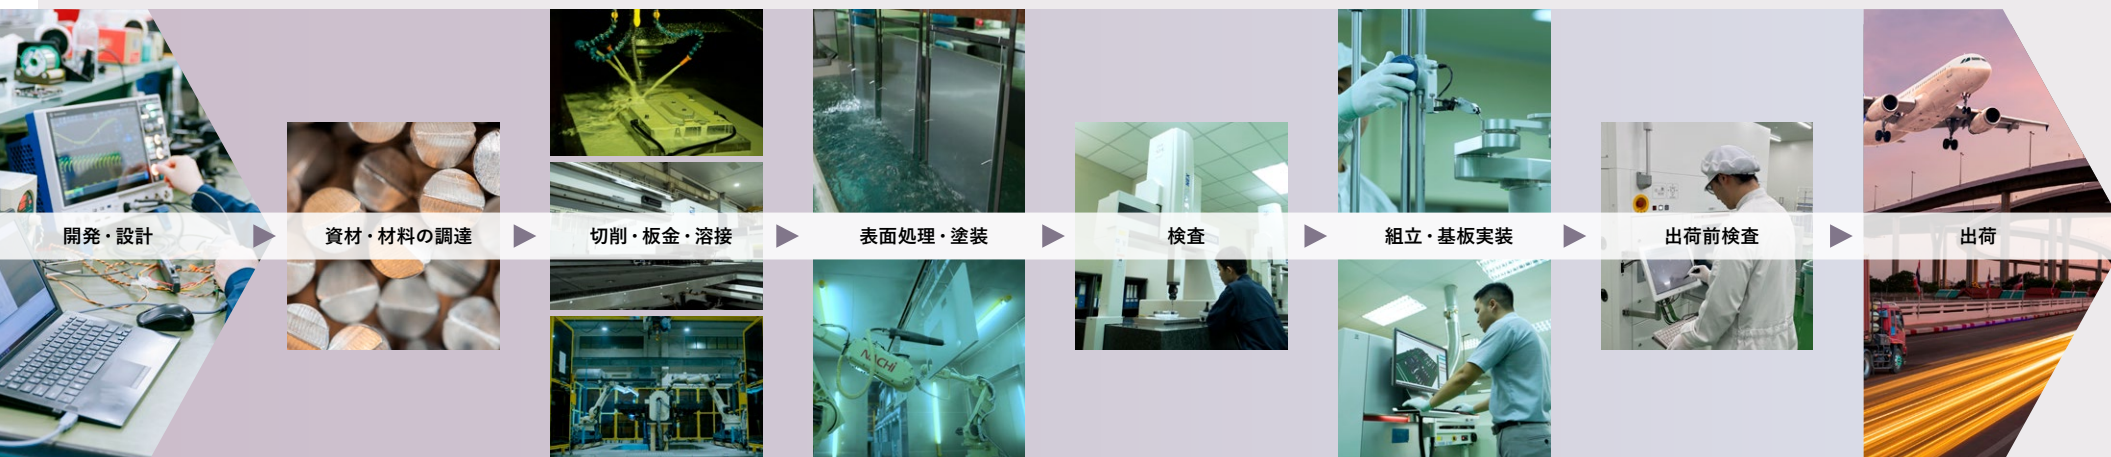 開発・設計
資材・材料の調達
切削・板金・溶接
表面処理・塗装
検査
組立・基板実装
出荷前検査
出荷
NACHi